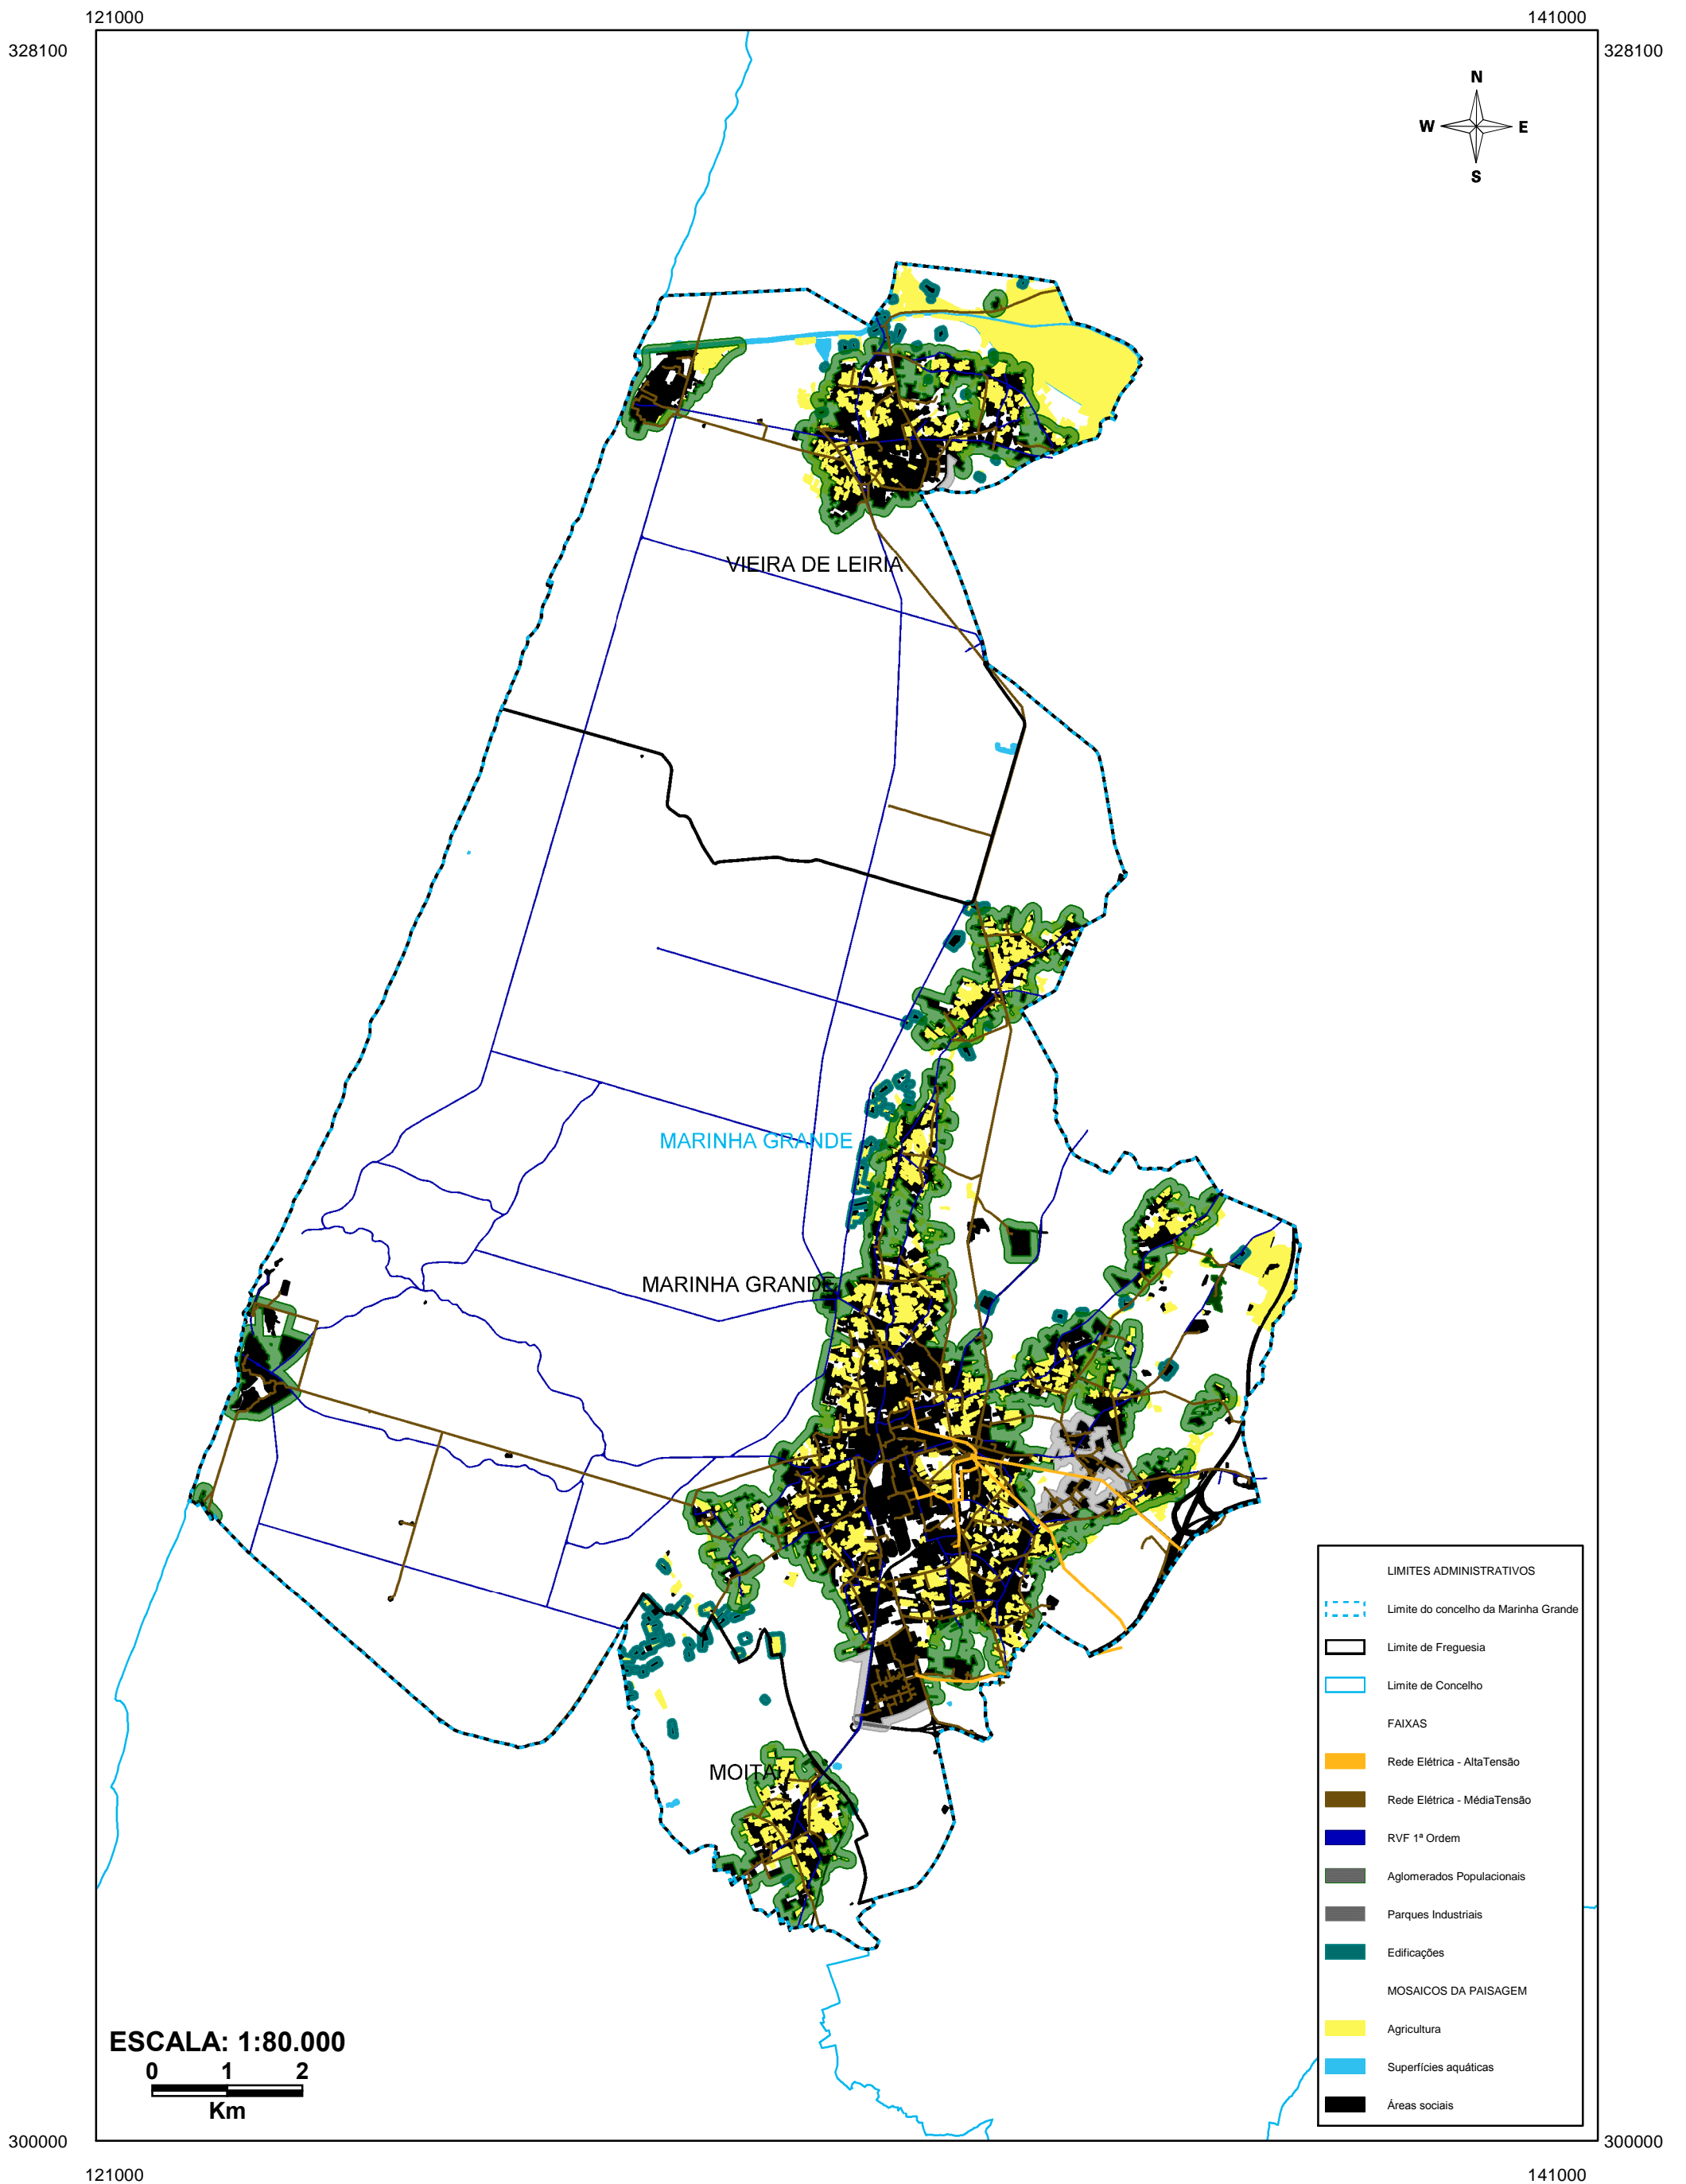 121000
141000
328100
328100
N
W
E
S
VIEIRA DE LEIRIA
MARINHA GRANDE
MARINHA GRANDE
MOITA
LIMITES ADMINISTRATIVOS
Limite do concelho da Marinha Grande
Limite de Freguesia
Limite de Concelho
FAIXAS
Rede Elétrica - AltaTensão
Rede Elétrica - MédiaTensão
RVF 1ª Ordem
Aglomerados Populacionais
Parques Industriais
Edificações
MOSAICOS DA PAISAGEM
Agricultura
Superfícies aquáticas
Áreas sociais
ESCALA: 1:80.000
0 1 2
Km
300000
300000
121000
141000